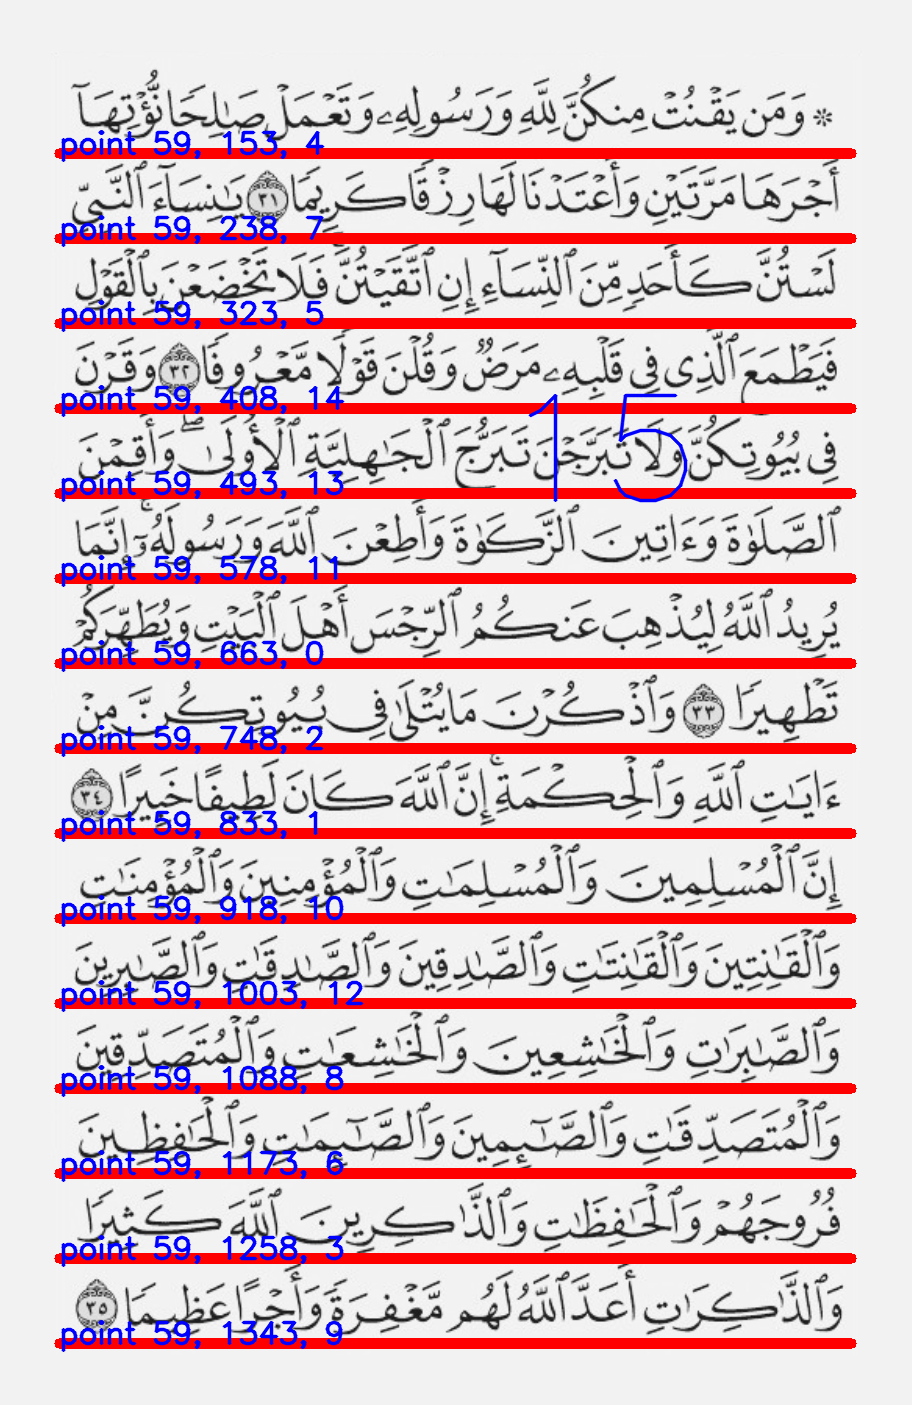 * وَمَن يَقْنُتْ مِنكُنَّ لِلَّهِ وَرَسُولِهِۦ وَتَعْمَلْ صَٰلِحًا نُّؤْتِهَآ
point 59, 153, 4
أَجْرَهَا مَرَّتَيْنِ وَأَعْتَدْنَا لَهَا رِزْقًا كَرِيمًا ٣١ يَٰنِسَآءَ ٱلنَّبِىِّ
point 59, 238, 7
لَسْتُنَّ كَأَحَدٍ مِّنَ ٱلنِّسَآءِ إِنِ ٱتَّقَيْتُنَّ فَلَا تَخْضَعْنَ بِٱلْقَوْلِ
point 59, 323, 5
فَيَطْمَعَ ٱلَّذِى فِى قَلْبِهِۦ مَرَضٌ وَقُلْنَ قَوْلًا مَّعْرُوفًا ٣٢ وَقَرْنَ
point 59, 408, 14
فِى بُيُوتِكُنَّ وَلَا تَبَرَّجْنَ تَبَرُّجَ ٱلْجَٰهِلِيَّةِ ٱلْأُولَىٰ ۖ وَأَقِمْنَ
15
point 59, 493, 13
ٱلصَّلَوٰةَ وَءَاتِينَ ٱلزَّكَوٰةَ وَأَطِعْنَ ٱللَّهَ وَرَسُولَهُۥٓ ۚ إِنَّمَا
point 59, 578, 11
يُرِيدُ ٱللَّهُ لِيُذْهِبَ عَنكُمُ ٱلرِّجْسَ أَهْلَ ٱلْبَيْتِ وَيُطَهِّرَكُمْ
point 59, 663, 0
تَطْهِيرًا ٣٣ وَٱذْكُرْنَ مَا يُتْلَىٰ فِى بُيُوتِكُنَّ مِنْ
point 59, 748, 2
ءَايَٰتِ ٱللَّهِ وَٱلْحِكْمَةِ ۚ إِنَّ ٱللَّهَ كَانَ لَطِيفًا خَبِيرًا ٣٤
point 59, 833, 1
إِنَّ ٱلْمُسْلِمِينَ وَٱلْمُسْلِمَٰتِ وَٱلْمُؤْمِنِينَ وَٱلْمُؤْمِنَٰتِ
point 59, 918, 10
وَٱلْقَٰنِتِينَ وَٱلْقَٰنِتَٰتِ وَٱلصَّٰدِقِينَ وَٱلصَّٰدِقَٰتِ وَٱلصَّٰبِرِينَ
point 59, 1003, 12
وَٱلصَّٰبِرَٰتِ وَٱلْخَٰشِعِينَ وَٱلْخَٰشِعَٰتِ وَٱلْمُتَصَدِّقِينَ
point 59, 1088, 8
وَٱلْمُتَصَدِّقَٰتِ وَٱلصَّٰٓئِمِينَ وَٱلصَّٰٓئِمَٰتِ وَٱلْحَٰفِظِينَ
point 59, 1173, 6
فُرُوجَهُمْ وَٱلْحَٰفِظَٰتِ وَٱلذَّٰكِرِينَ ٱللَّهَ كَثِيرًا
point 59, 1258, 3
وَٱلذَّٰكِرَٰتِ أَعَدَّ ٱللَّهُ لَهُم مَّغْفِرَةً وَأَجْرًا عَظِيمًا ٣٥
point 59, 1343, 9